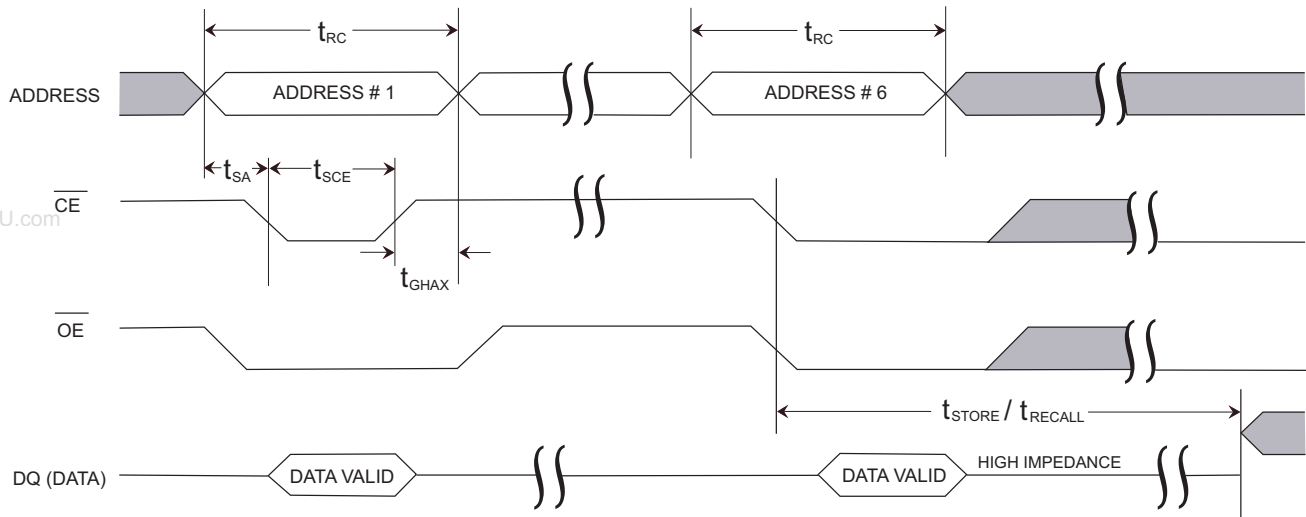 tRC tRC
ADDRESS ADDRESS # 1 ADDRESS # 6
tSA tSCE
CE
U.com
tGHAX
OE
tSTORE / tRECALL
DQ (DATA) DATA VALID DATA VALID HIGH IMPEDANCE